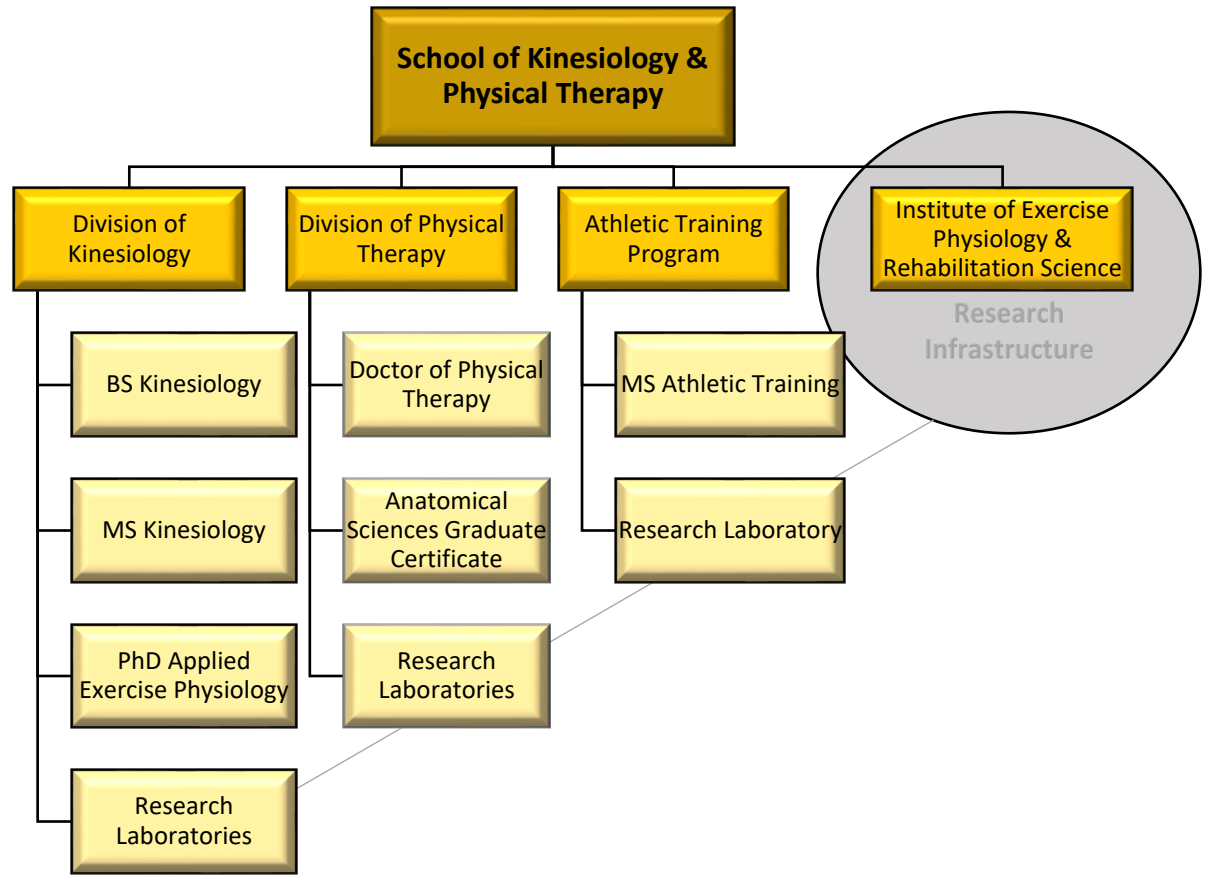 School of Kinesiology &
Physical Therapy
Division of
Kinesiology
Division of Physical
Therapy
Athletic Training
Program
Institute of Exercise
Physiology &
Rehabilitation Science
Research
Infrastructure
BS Kinesiology
Doctor of Physical
Therapy
MS Athletic Training
MS Kinesiology
Anatomical
Sciences Graduate
Certificate
Research Laboratory
PhD Applied
Exercise Physiology
Research
Laboratories
Research
Laboratories